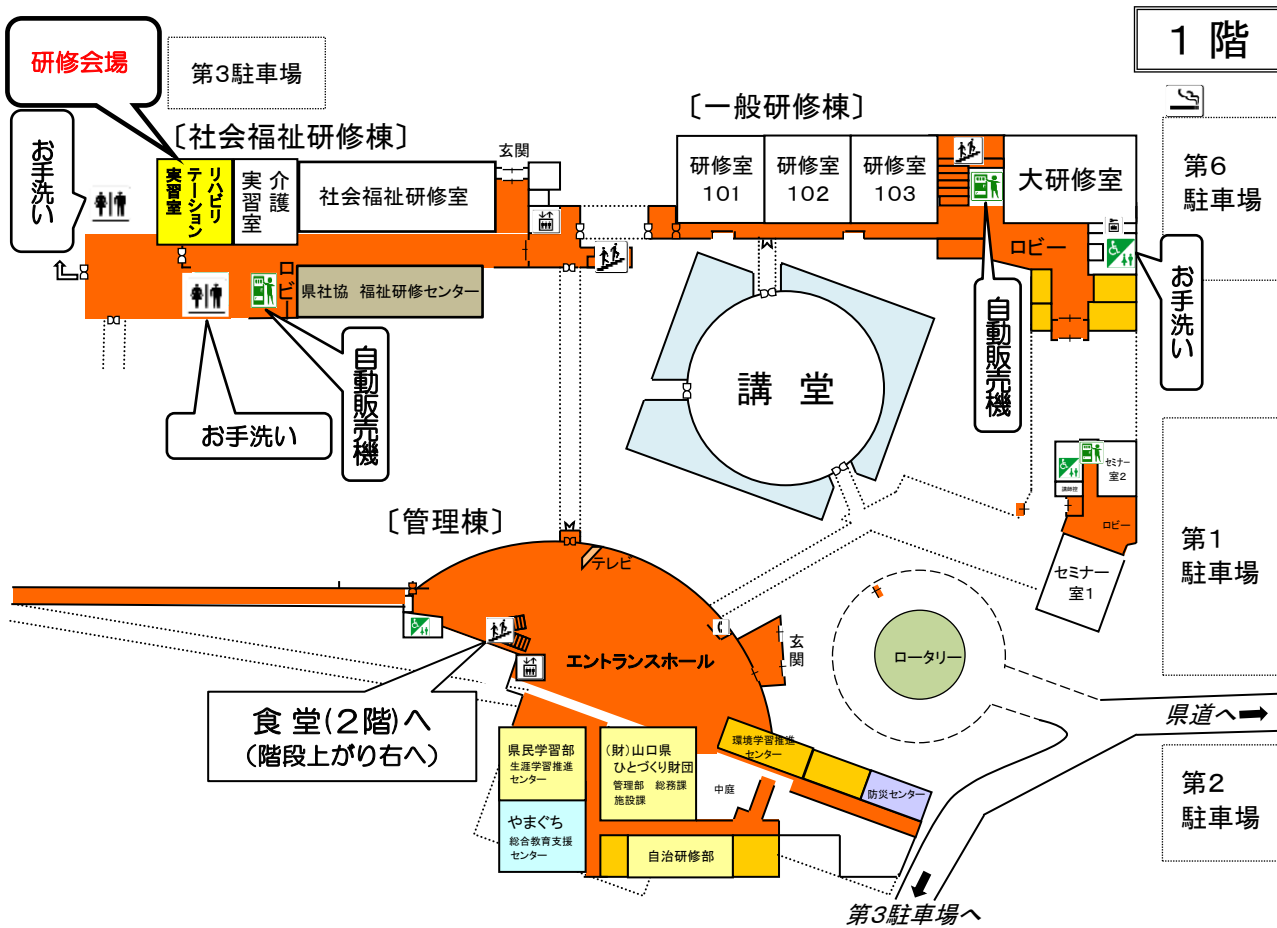 1 階
研修会場
第3駐車場
〔社会福祉研修棟〕
〔一般研修棟〕
お手洗い
リハビリ
テーション
実習室
介護
実習室
社会福祉研修室
玄関
研修室
101
研修室
102
研修室
103
大研修室
第6
駐車場
ロビー
ロビー
県社協 福祉研修センター
お手洗い
自動販売機
お手洗い
自動販売機
講 堂
セミナー
室2
講師控
ロビー
セミナー
室1
第1
駐車場
〔管理棟〕
テレビ
エントランスホール
玄関
ロータリー
食 堂(2階)へ
(階段上がり右へ)
県道へ➡
県民学習部
生涯学習推進
センター
(財)山口県
ひとづくり財団
管理部 総務課
施設課
環境学習推進
センター
防災センター
中庭
第2
駐車場
やまぐち
総合教育支援
センター
自治研修部
第3駐車場へ